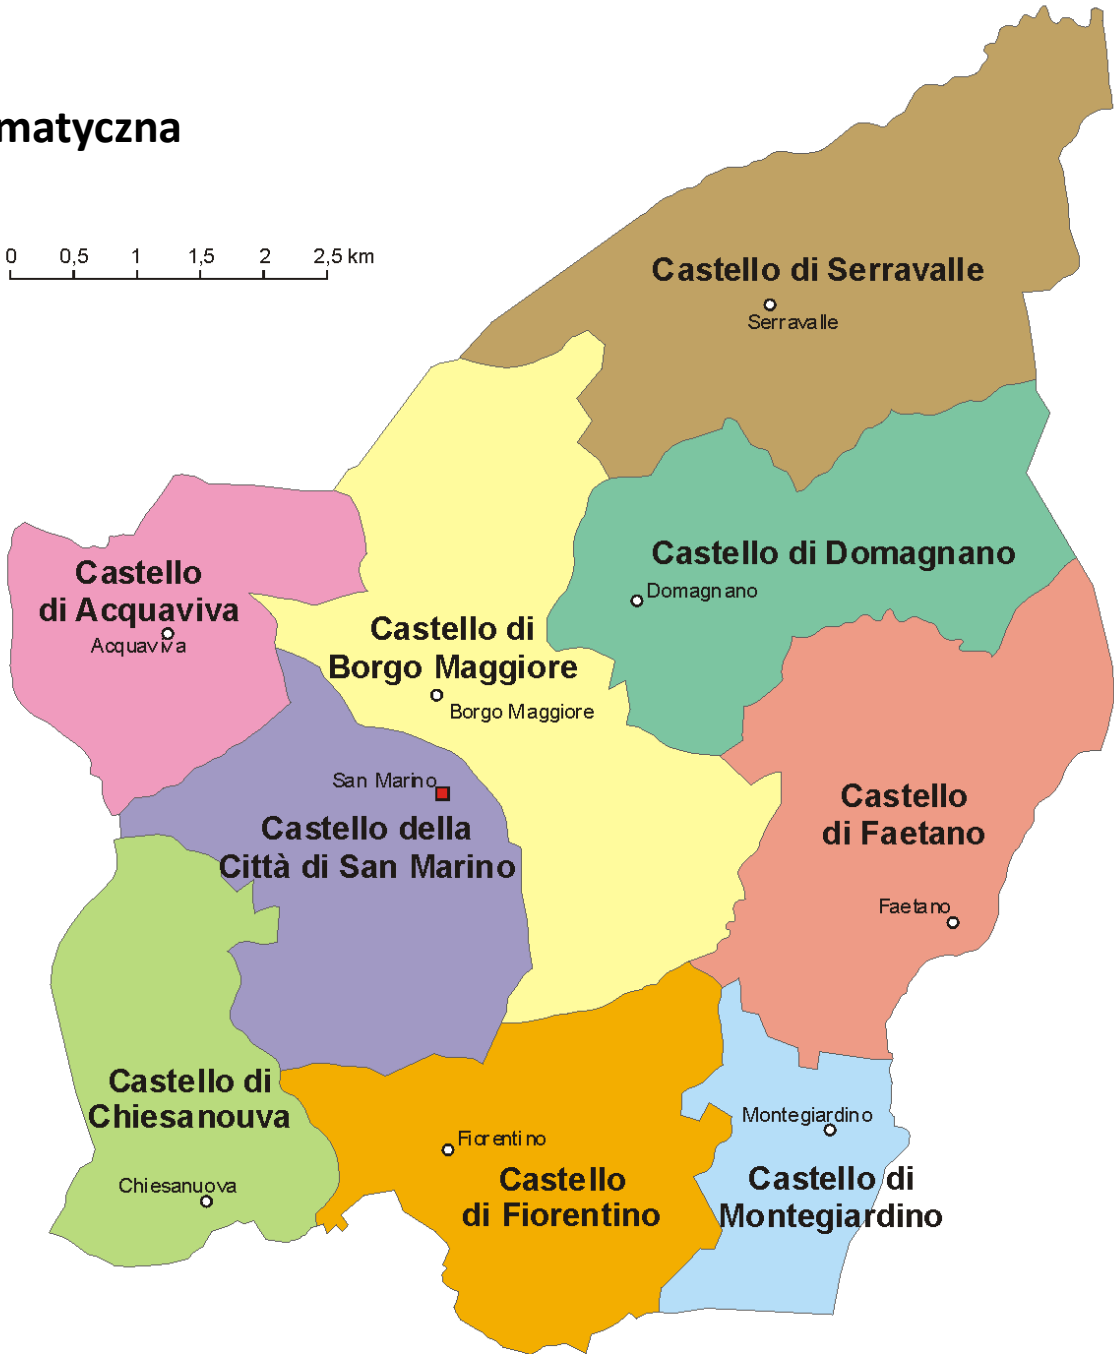 matyczna
0 0,5 1 1,5 2 2,5 km
Castello di Serravalle
Serravalle
Castello di Domagnano
Domagnano
Castello
di Acquaviva
Acquaviva
Castello di
Borgo Maggiore
Borgo Maggiore
San Marino
Castello della
Città di San Marino
Castello
di Faetano
Faetano
Castello di
Chiesanouva
Chiesanuova
Fiorentino
Castello
di Fiorentino
Montegiardino
Castello di
Montegiardino